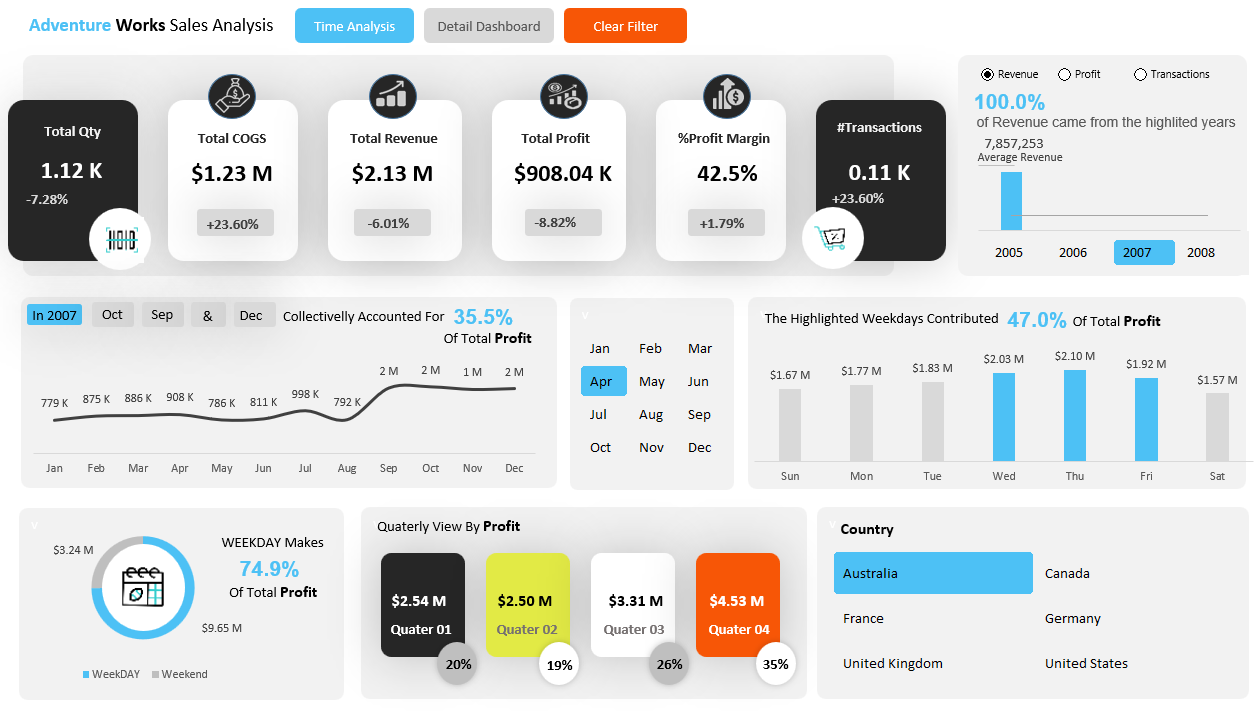 Adventure Works Sales Analysis
Time Analysis
Detail Dashboard
Clear Filter
Total Qty
1.12 K
-7.28%
Total COGS
$1.23 M
+23.60%
Total Revenue
$2.13 M
-6.01%
Total Profit
$908.04 K
-8.82%
%Profit Margin
42.5%
+1.79%
#Transactions
0.11 K
+23.60%
Revenue Profit Transactions
100.0%
of Revenue came from the highlited years
7,857,253
Average Revenue
2005 2006 2007 2008
In 2007 Oct Sep & Dec Collectivelly Accounted For 35.5%
Of Total Profit
779 K 875 K 886 K 908 K 786 K 811 K 998 K 792 K 2 M 2 M 1 M 2 M
Jan Feb Mar Apr May Jun Jul Aug Sep Oct Nov Dec
v
Jan Feb Mar
Apr May Jun
Jul Aug Sep
Oct Nov Dec
The Highlighted Weekdays Contributed 47.0% Of Total Profit
$1.67 M $1.77 M $1.83 M $2.03 M $2.10 M $1.92 M $1.57 M
Sun Mon Tue Wed Thu Fri Sat
v
$3.24 M
$9.65 M
WeekDAY Weekend
WEEKDAY Makes
74.9%
Of Total Profit
Quaterly View By Profit
$2.54 M
Quater 01
20%
$2.50 M
Quater 02
19%
$3.31 M
Quater 03
26%
$4.53 M
Quater 04
35%
v
Country
Australia Canada
France Germany
United Kingdom United States